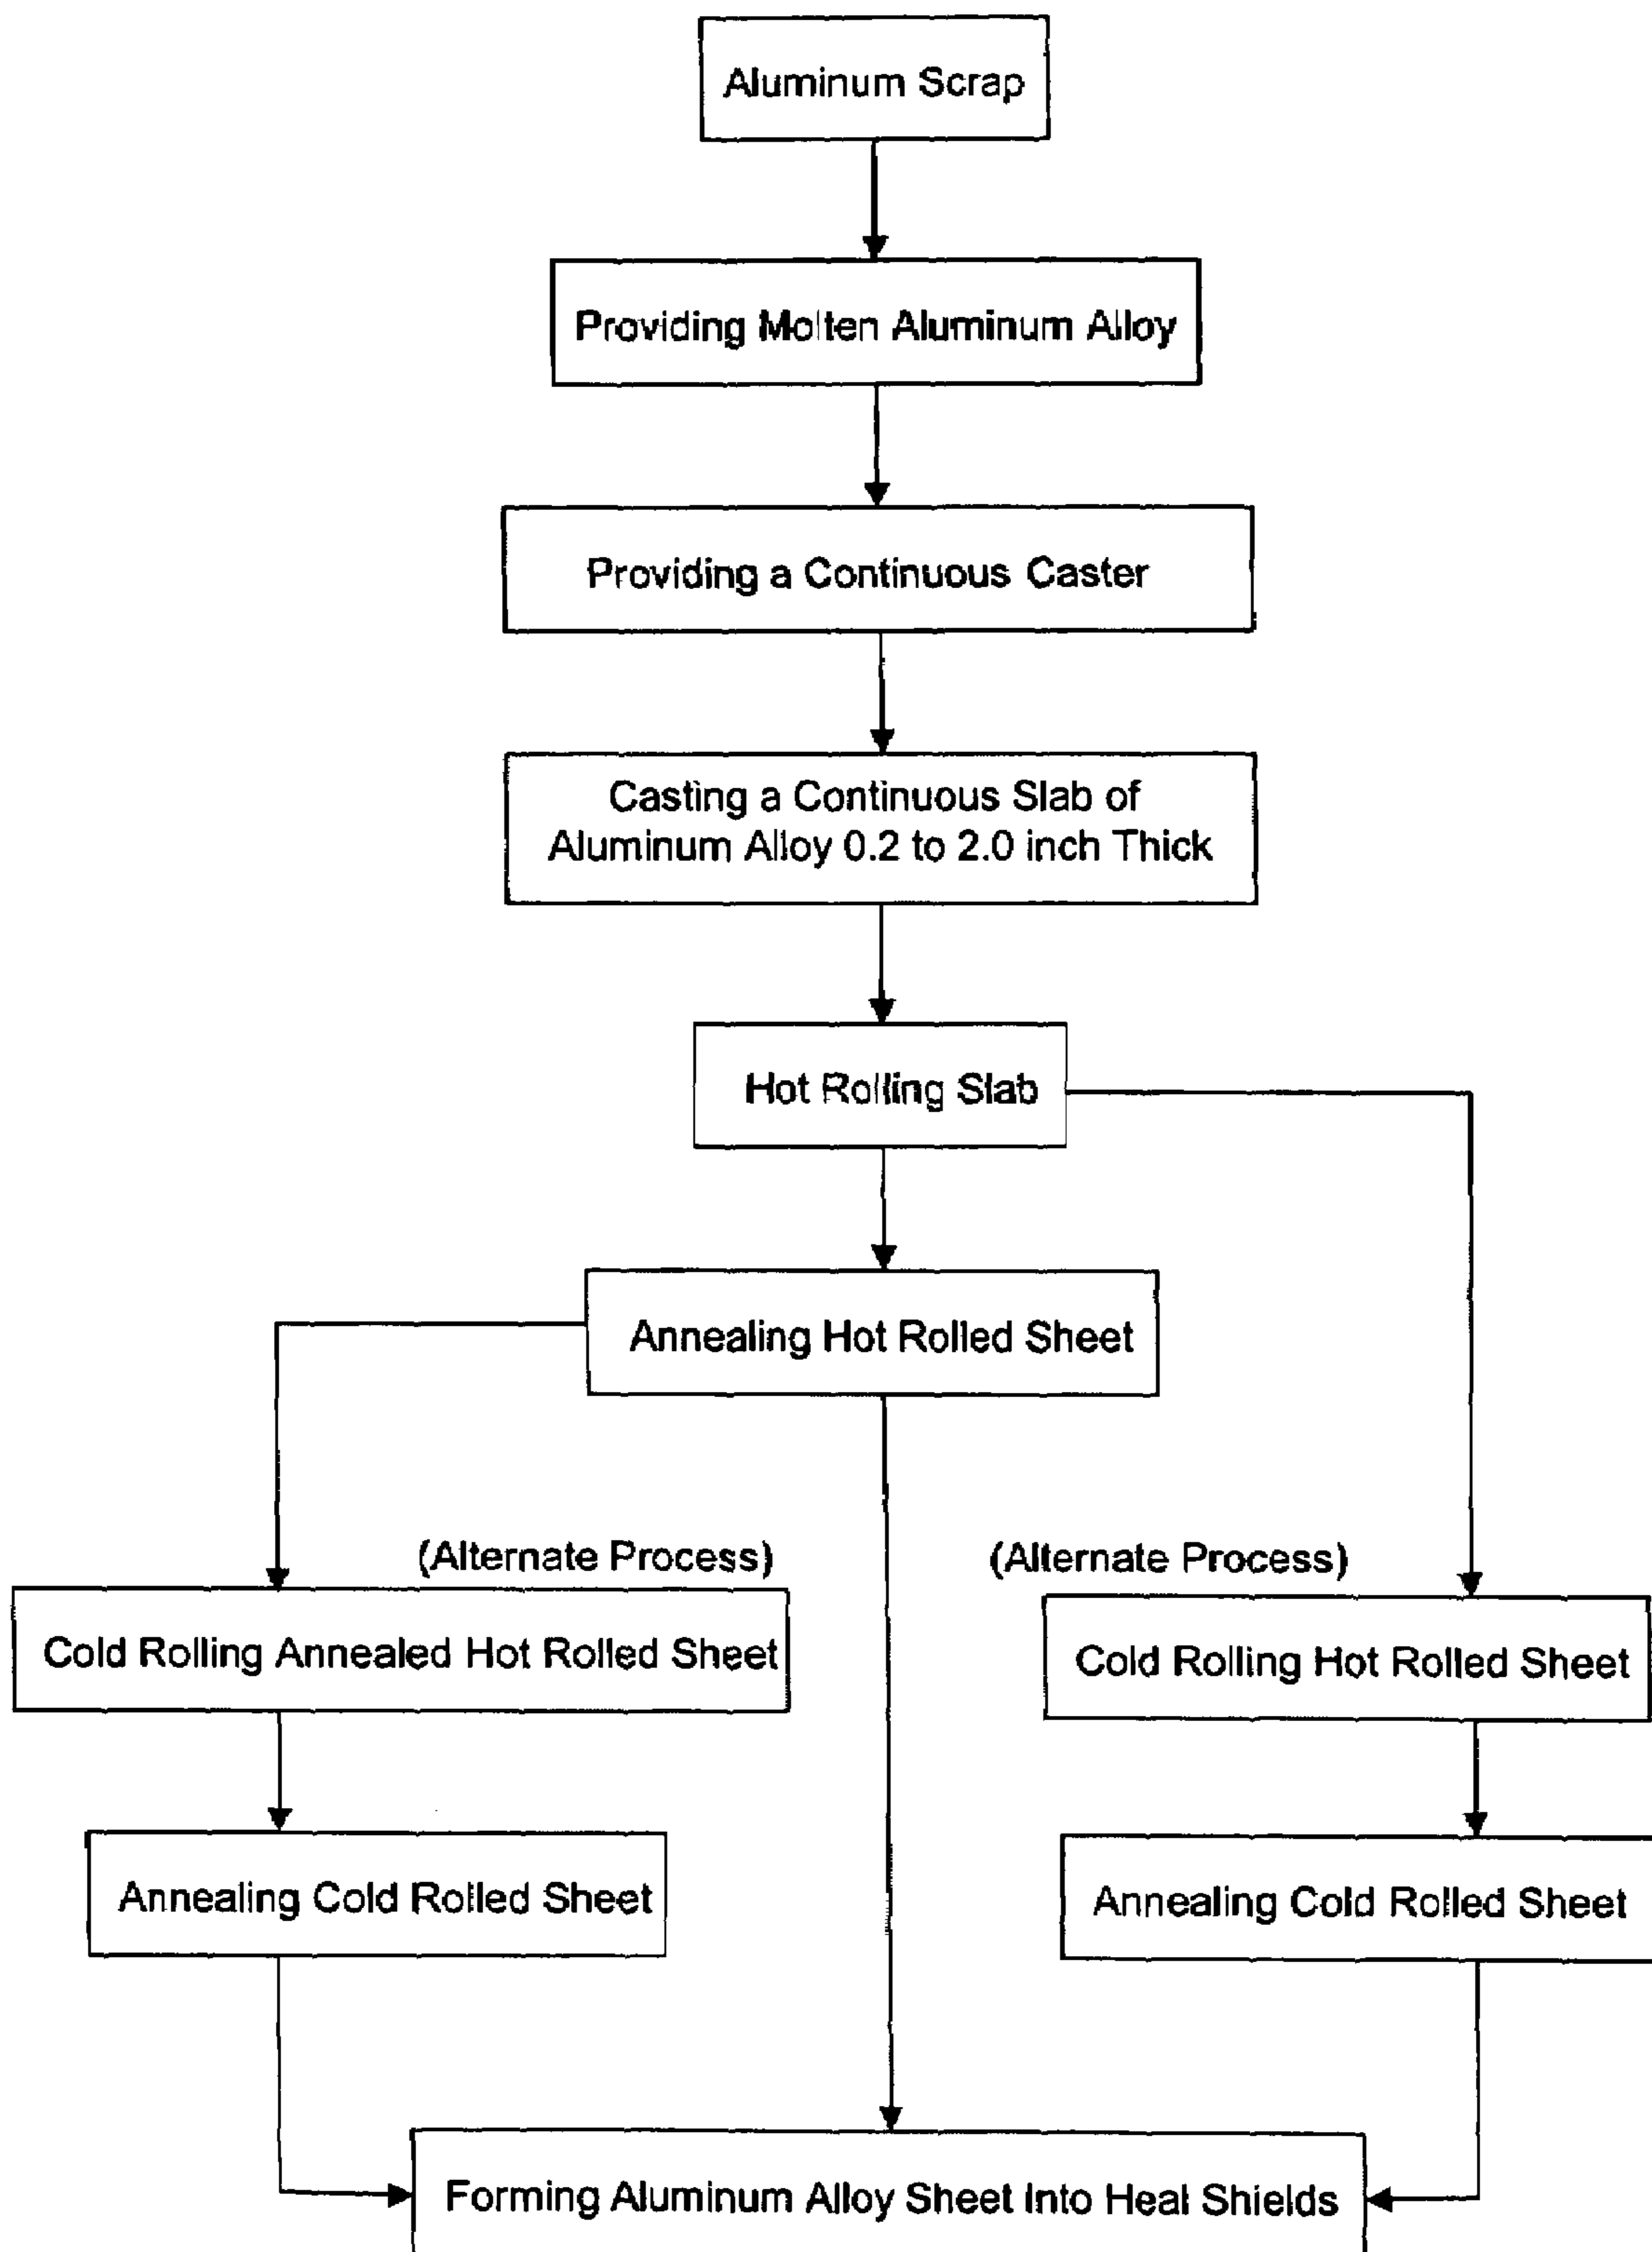 Aluminum Scrap
Providing Molten Aluminum Alloy
Providing a Continuous Caster
Casting a Continuous Slab of
Aluminum Alloy 0.2 to 2.0 inch Thick
Hot Rolling Slab
Annealing Hot Rolled Sheet
(Alternate Process)
(Alternate Process)
Cold Rolling Annealed Hot Rolled Sheet
Cold Rolling Hot Rolled Sheet
Annealing Cold Rolled Sheet
Annealing Cold Rolled Sheet
Forming Aluminum Alloy Sheet Into Heal Shields